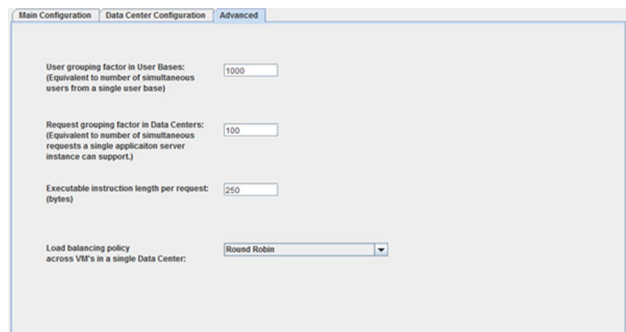 Main Configuration Data Center Configuration Advanced
User grouping factor in User Bases:
(Equivalent to number of simultaneous
users from a single user base)
1000
Request grouping factor in Data Centers:
(Equivalent to number of simultaneous
requests a single applicaiton server
instance can support.)
100
Executable instruction length per request:
(bytes)
250
Load balancing policy
across VM's in a single Data Center:
Round Robin